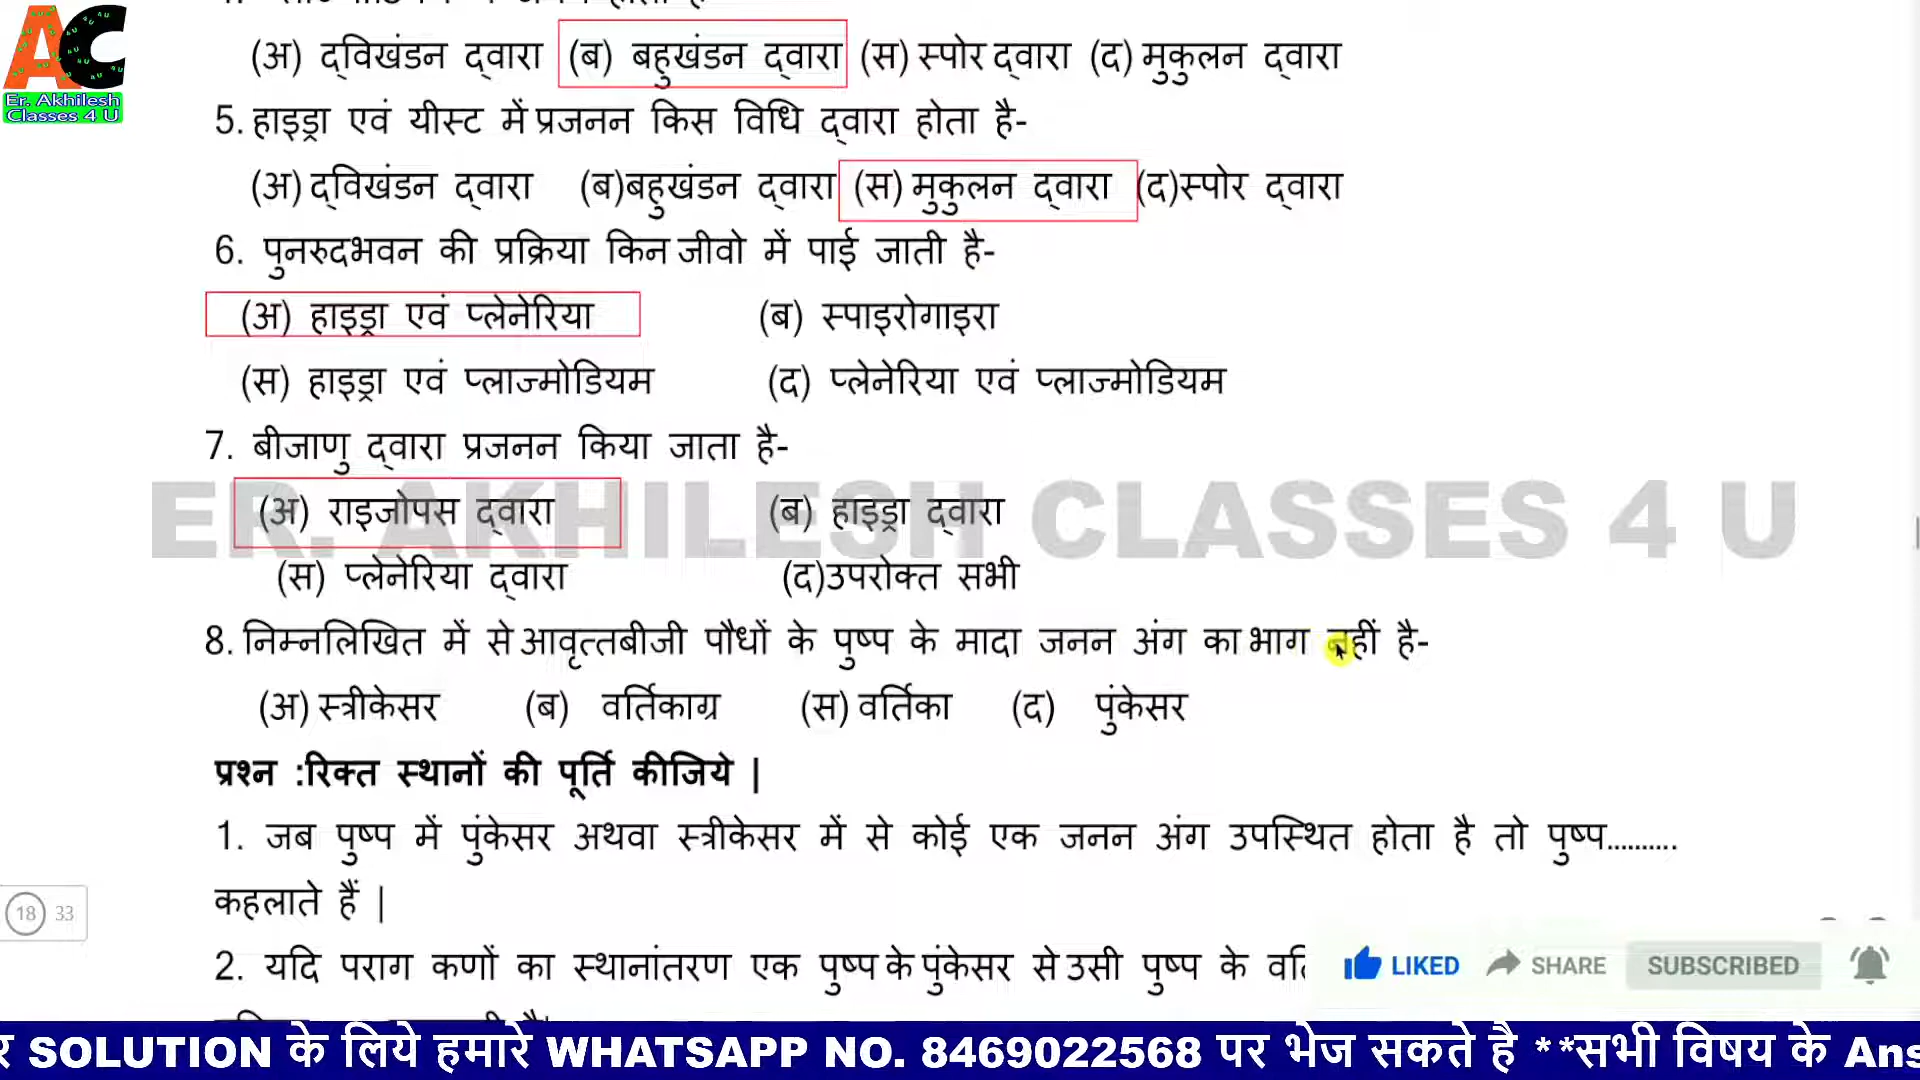 AC
Er. Akhilesh
Classes 4 U
(अ) द्विखंडन द्वारा (ब) बहुखंडन द्वारा (स) स्पोर द्वारा (द) मुकुलन द्वारा
5. हाइड्रा एवं यीस्ट में प्रजनन किस विधि द्वारा होता है-
(अ) द्विखंडन द्वारा (ब)बहुखंडन द्वारा (स) मुकुलन द्वारा (द)स्पोर द्वारा
6. पुनरुदभवन की प्रक्रिया किन जीवो में पाई जाती है-
(अ) हाइड्रा एवं प्लेनेरिया (ब) स्पाइरोगाइरा
(स) हाइड्रा एवं प्लाज्मोडियम (द) प्लेनेरिया एवं प्लाज्मोडियम
7. बीजाणु द्वारा प्रजनन किया जाता है-
ER. AKHILESH CLASSES 4 U
(अ) राइजोपस द्वारा (ब) हाइड्रा द्वारा
(स) प्लेनेरिया द्वारा (द)उपरोक्त सभी
8. निम्नलिखित में से आवृत्तबीजी पौधों के पुष्प के मादा जनन अंग का भाग नहीं है-
(अ) स्त्रीकेसर (ब) वर्तिकाग्र (स) वर्तिका (द) पुंकेसर
प्रश्न :रिक्त स्थानों की पूर्ति कीजिये |
1. जब पुष्प में पुंकेसर अथवा स्त्रीकेसर में से कोई एक जनन अंग उपस्थित होता है तो पुष्प..........
कहलाते हैं |
18 33
2. यदि पराग कणों का स्थानांतरण एक पुष्प के पुंकेसर से उसी पुष्प के
LIKED SHARE SUBSCRIBED
SOLUTION के लिये हमारे WHATSAPP NO. 8469022568 पर भेज सकते है **सभी विषय के Ans